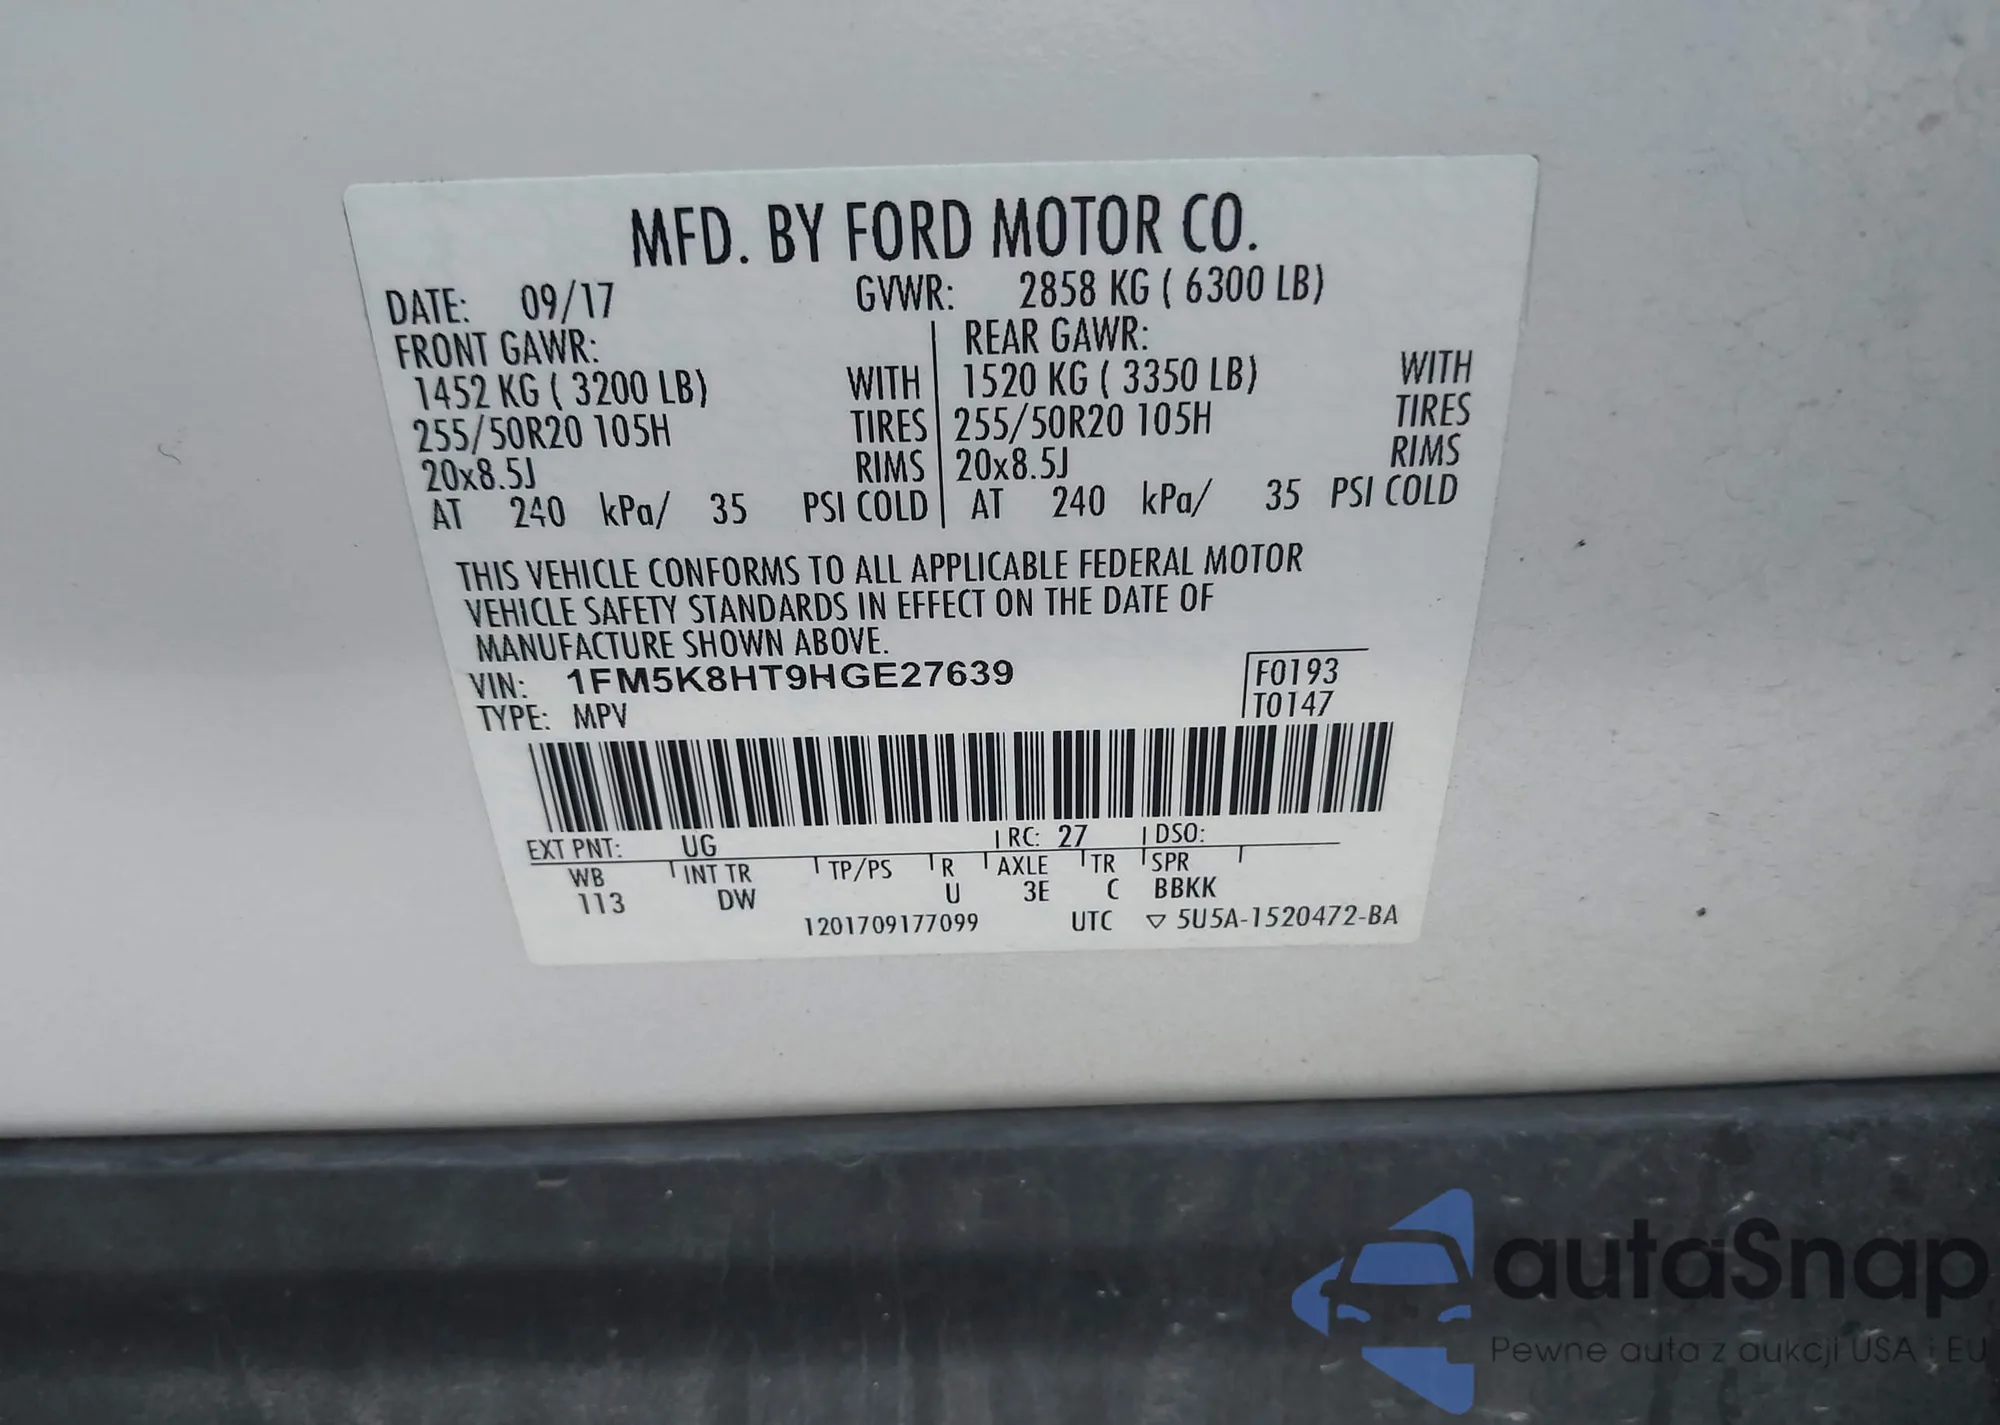 MFD. BY FORD MOTOR CO.
DATE: 09/17 GVWR: 2858 KG ( 6300 LB)
FRONT GAWR: REAR GAWR:
1452 KG ( 3200 LB) WITH 1520 KG ( 3350 LB) WITH
255/50R20 105H TIRES 255/50R20 105H TIRES
20x8.5J RIMS 20x8.5J RIMS
AT 240 kPa/ 35 PSI COLD AT 240 kPa/ 35 PSI COLD
THIS VEHICLE CONFORMS TO ALL APPLICABLE FEDERAL MOTOR
VEHICLE SAFETY STANDARDS IN EFFECT ON THE DATE OF
MANUFACTURE SHOWN ABOVE.
VIN: 1FM5K8HT9HGE27639 F0193
TYPE: MPV T0147
EXT PNT: UG RC: 27 DSO:
WB INT TR TP/PS R AXLE TR SPR
113 DW U 3E C BBKK
1201709177099 UTC ▽ 5U5A-1520472-BA
autaSnap
Pewne auta z aukcji USA i EU